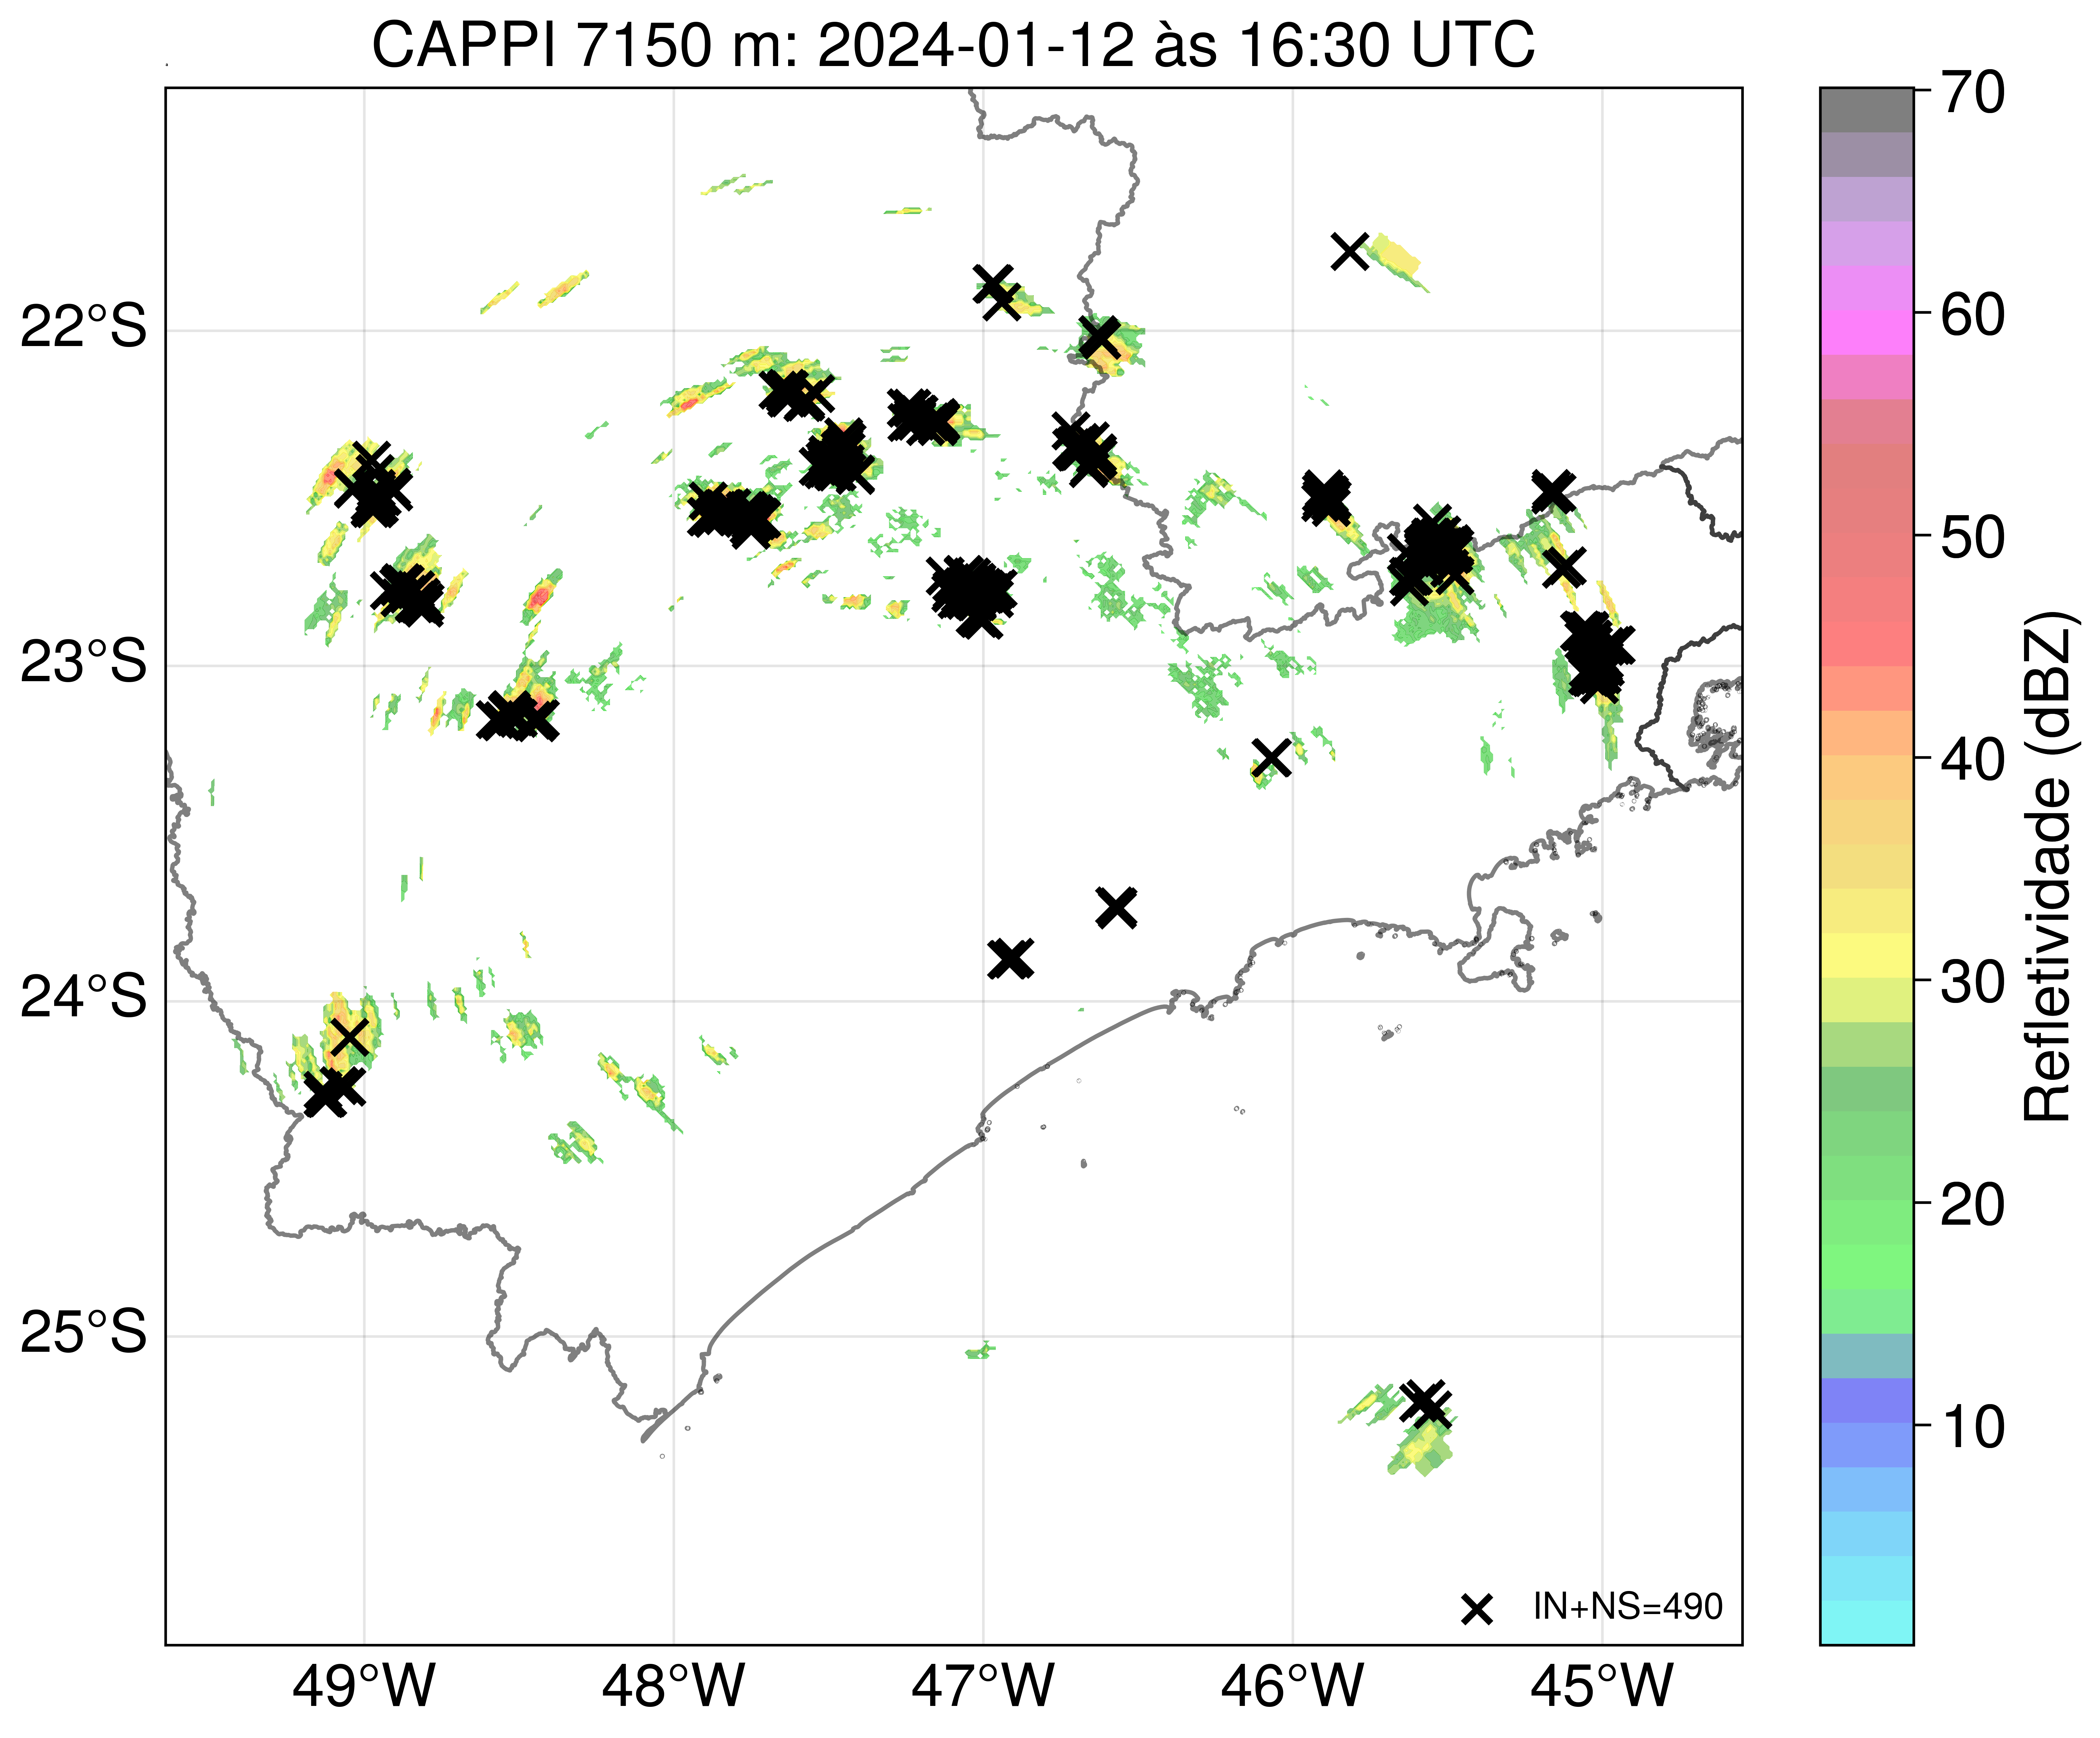 CAPPI 7150 m: 2024-01-12 às 16:30 UTC
22°S
23°S
24°S
25°S
49°W
48°W
47°W
46°W
45°W
IN+NS=490
70
60
50
40
30
20
10
Refletividade (dBZ)